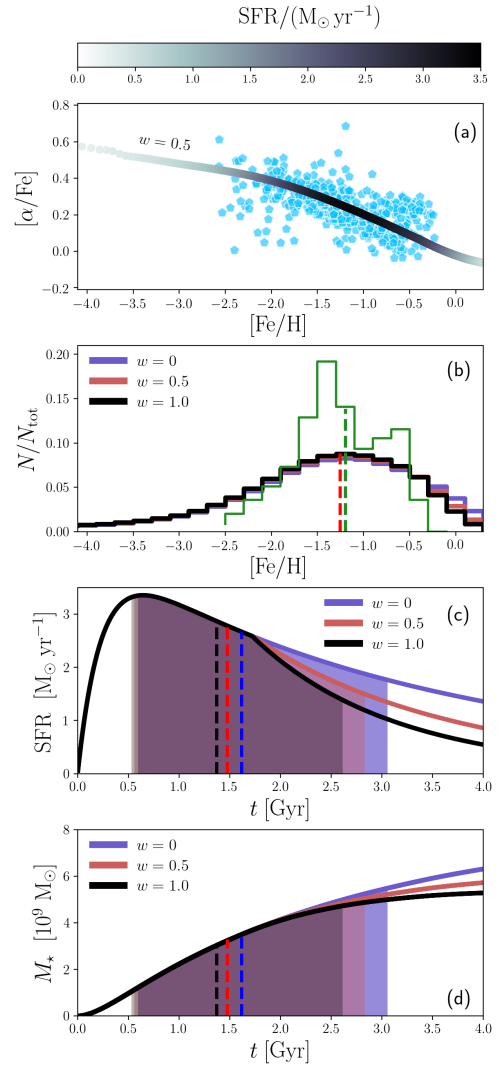 SFR/(M⊙ yr−1)
0.0 0.5 1.0 1.5 2.0 2.5 3.0 3.5
(a)
w = 0.5
[α/Fe]
0.8
0.6
0.4
0.2
0.0
−0.2
−4.0 −3.5 −3.0 −2.5 −2.0 −1.5 −1.0 −0.5 0.0
[Fe/H]
(b)
w = 0
w = 0.5
w = 1.0
N/Ntot
0.20
0.15
0.10
0.05
0.00
−4.0 −3.5 −3.0 −2.5 −2.0 −1.5 −1.0 −0.5 0.0
[Fe/H]
(c)
w = 0
w = 0.5
w = 1.0
SFR [M⊙ yr−1]
3
2
1
0
0.0 0.5 1.0 1.5 2.0 2.5 3.0 3.5 4.0
t [Gyr]
w = 0
w = 0.5
w = 1.0
M⋆ [10⁹ M⊙]
8
6
4
2
0
(d)
0.0 0.5 1.0 1.5 2.0 2.5 3.0 3.5 4.0
t [Gyr]